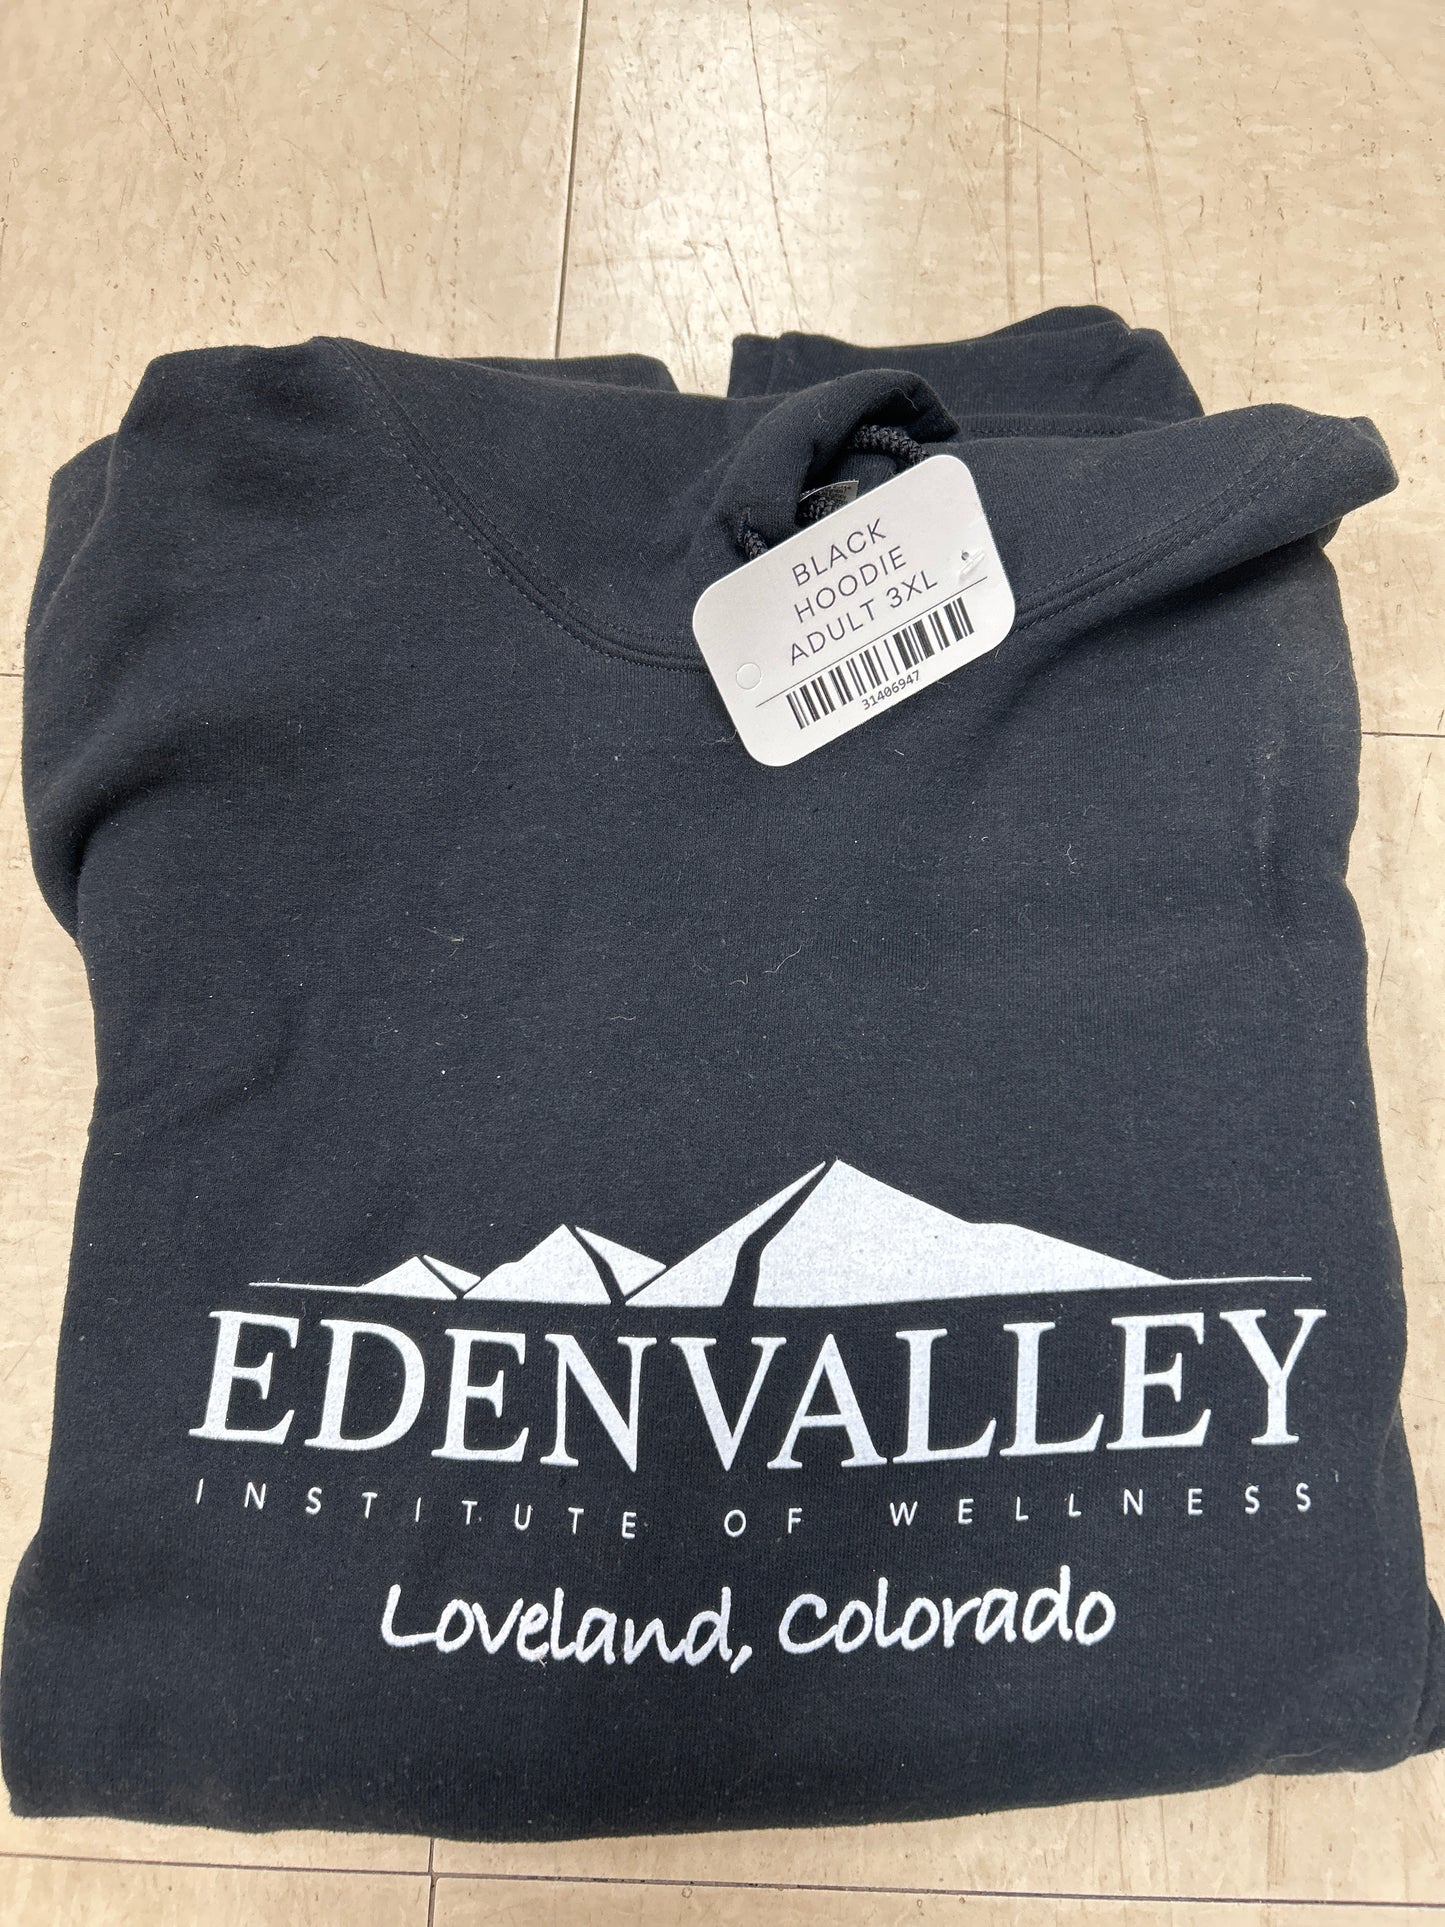 BLACK
HOODIE
ADULT 3XL
31406947
EDENVALLEY
INSTITUTE OF WELLNESS
Loveland, Colorado